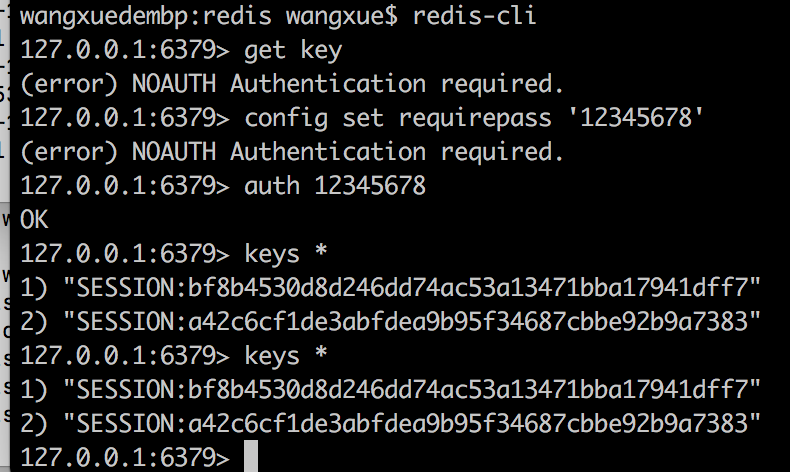 wangxuedembp:redis wangxue$ redis-cli
127.0.0.1:6379> get key
(error) NOAUTH Authentication required.
127.0.0.1:6379> config set requirepass '12345678'
(error) NOAUTH Authentication required.
127.0.0.1:6379> auth 12345678
OK
127.0.0.1:6379> keys *
1) "SESSION:bf8b4530d8d246dd74ac53a13471bba17941dff7"
2) "SESSION:a42c6cf1de3abfdea9b95f34687cbbe92b9a7383"
127.0.0.1:6379> keys *
1) "SESSION:bf8b4530d8d246dd74ac53a13471bba17941dff7"
2) "SESSION:a42c6cf1de3abfdea9b95f34687cbbe92b9a7383"
127.0.0.1:6379>